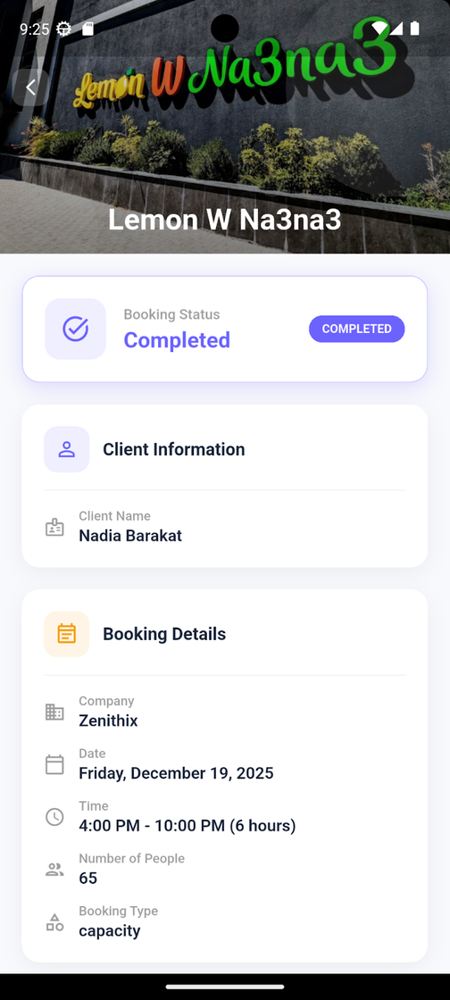 9:25
Lemon W Na3na3
Lemon W Na3na3
Booking Status
Completed
COMPLETED
Client Information
Client Name
Nadia Barakat
Booking Details
Company
Zenithix
Date
Friday, December 19, 2025
Time
4:00 PM - 10:00 PM (6 hours)
Number of People
65
Booking Type
capacity